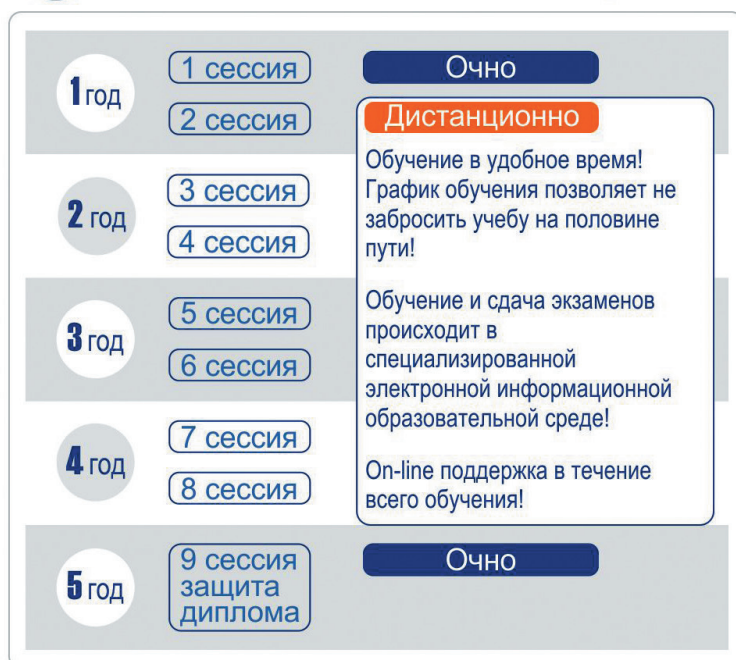 1 год
1 сессия
Очно
2 сессия
Дистанционно
Обучение в удобное время!
График обучения позволяет не
забросить учебу на половине
пути!
2 год
3 сессия
4 сессия
Обучение и сдача экзаменов
происходит в
специализированной
электронной информационной
образовательной среде!
3 год
5 сессия
6 сессия
On-line поддержка в течение
всего обучения!
4 год
7 сессия
8 сессия
5 год
9 сессия
защита
диплома
Очно